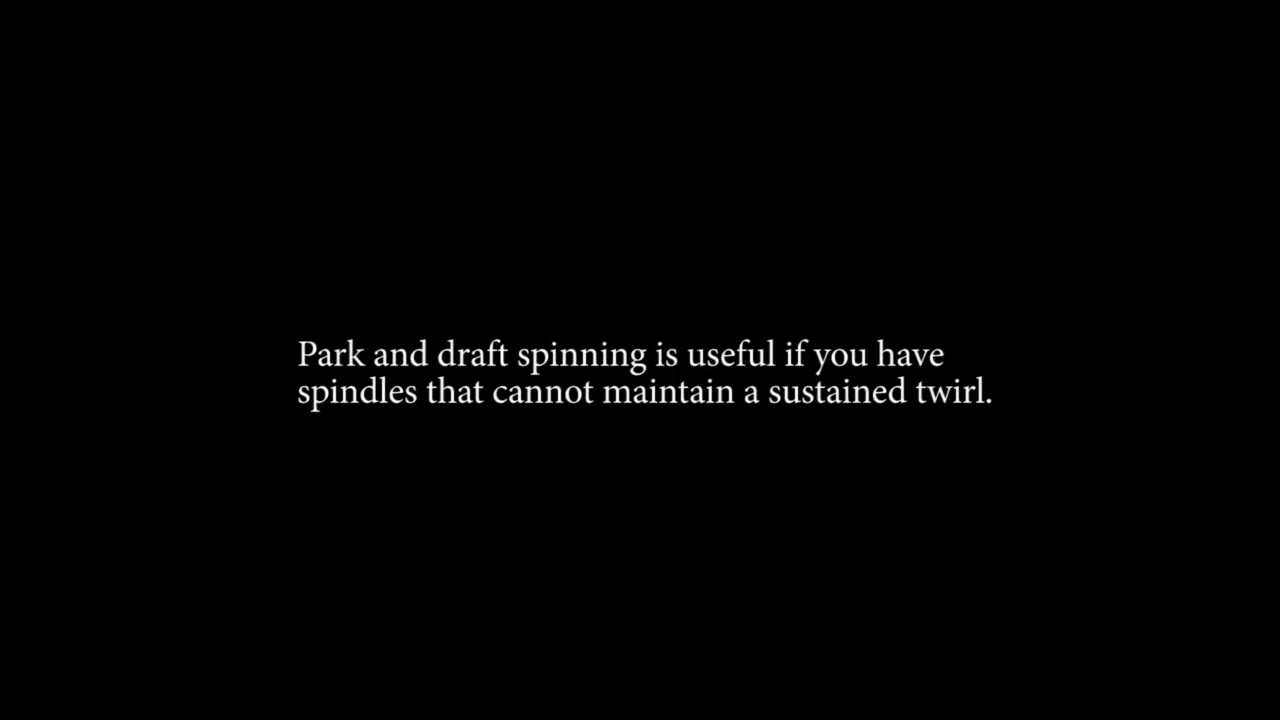 Park and draft spinning is useful if you have
spindles that cannot maintain a sustained twirl.